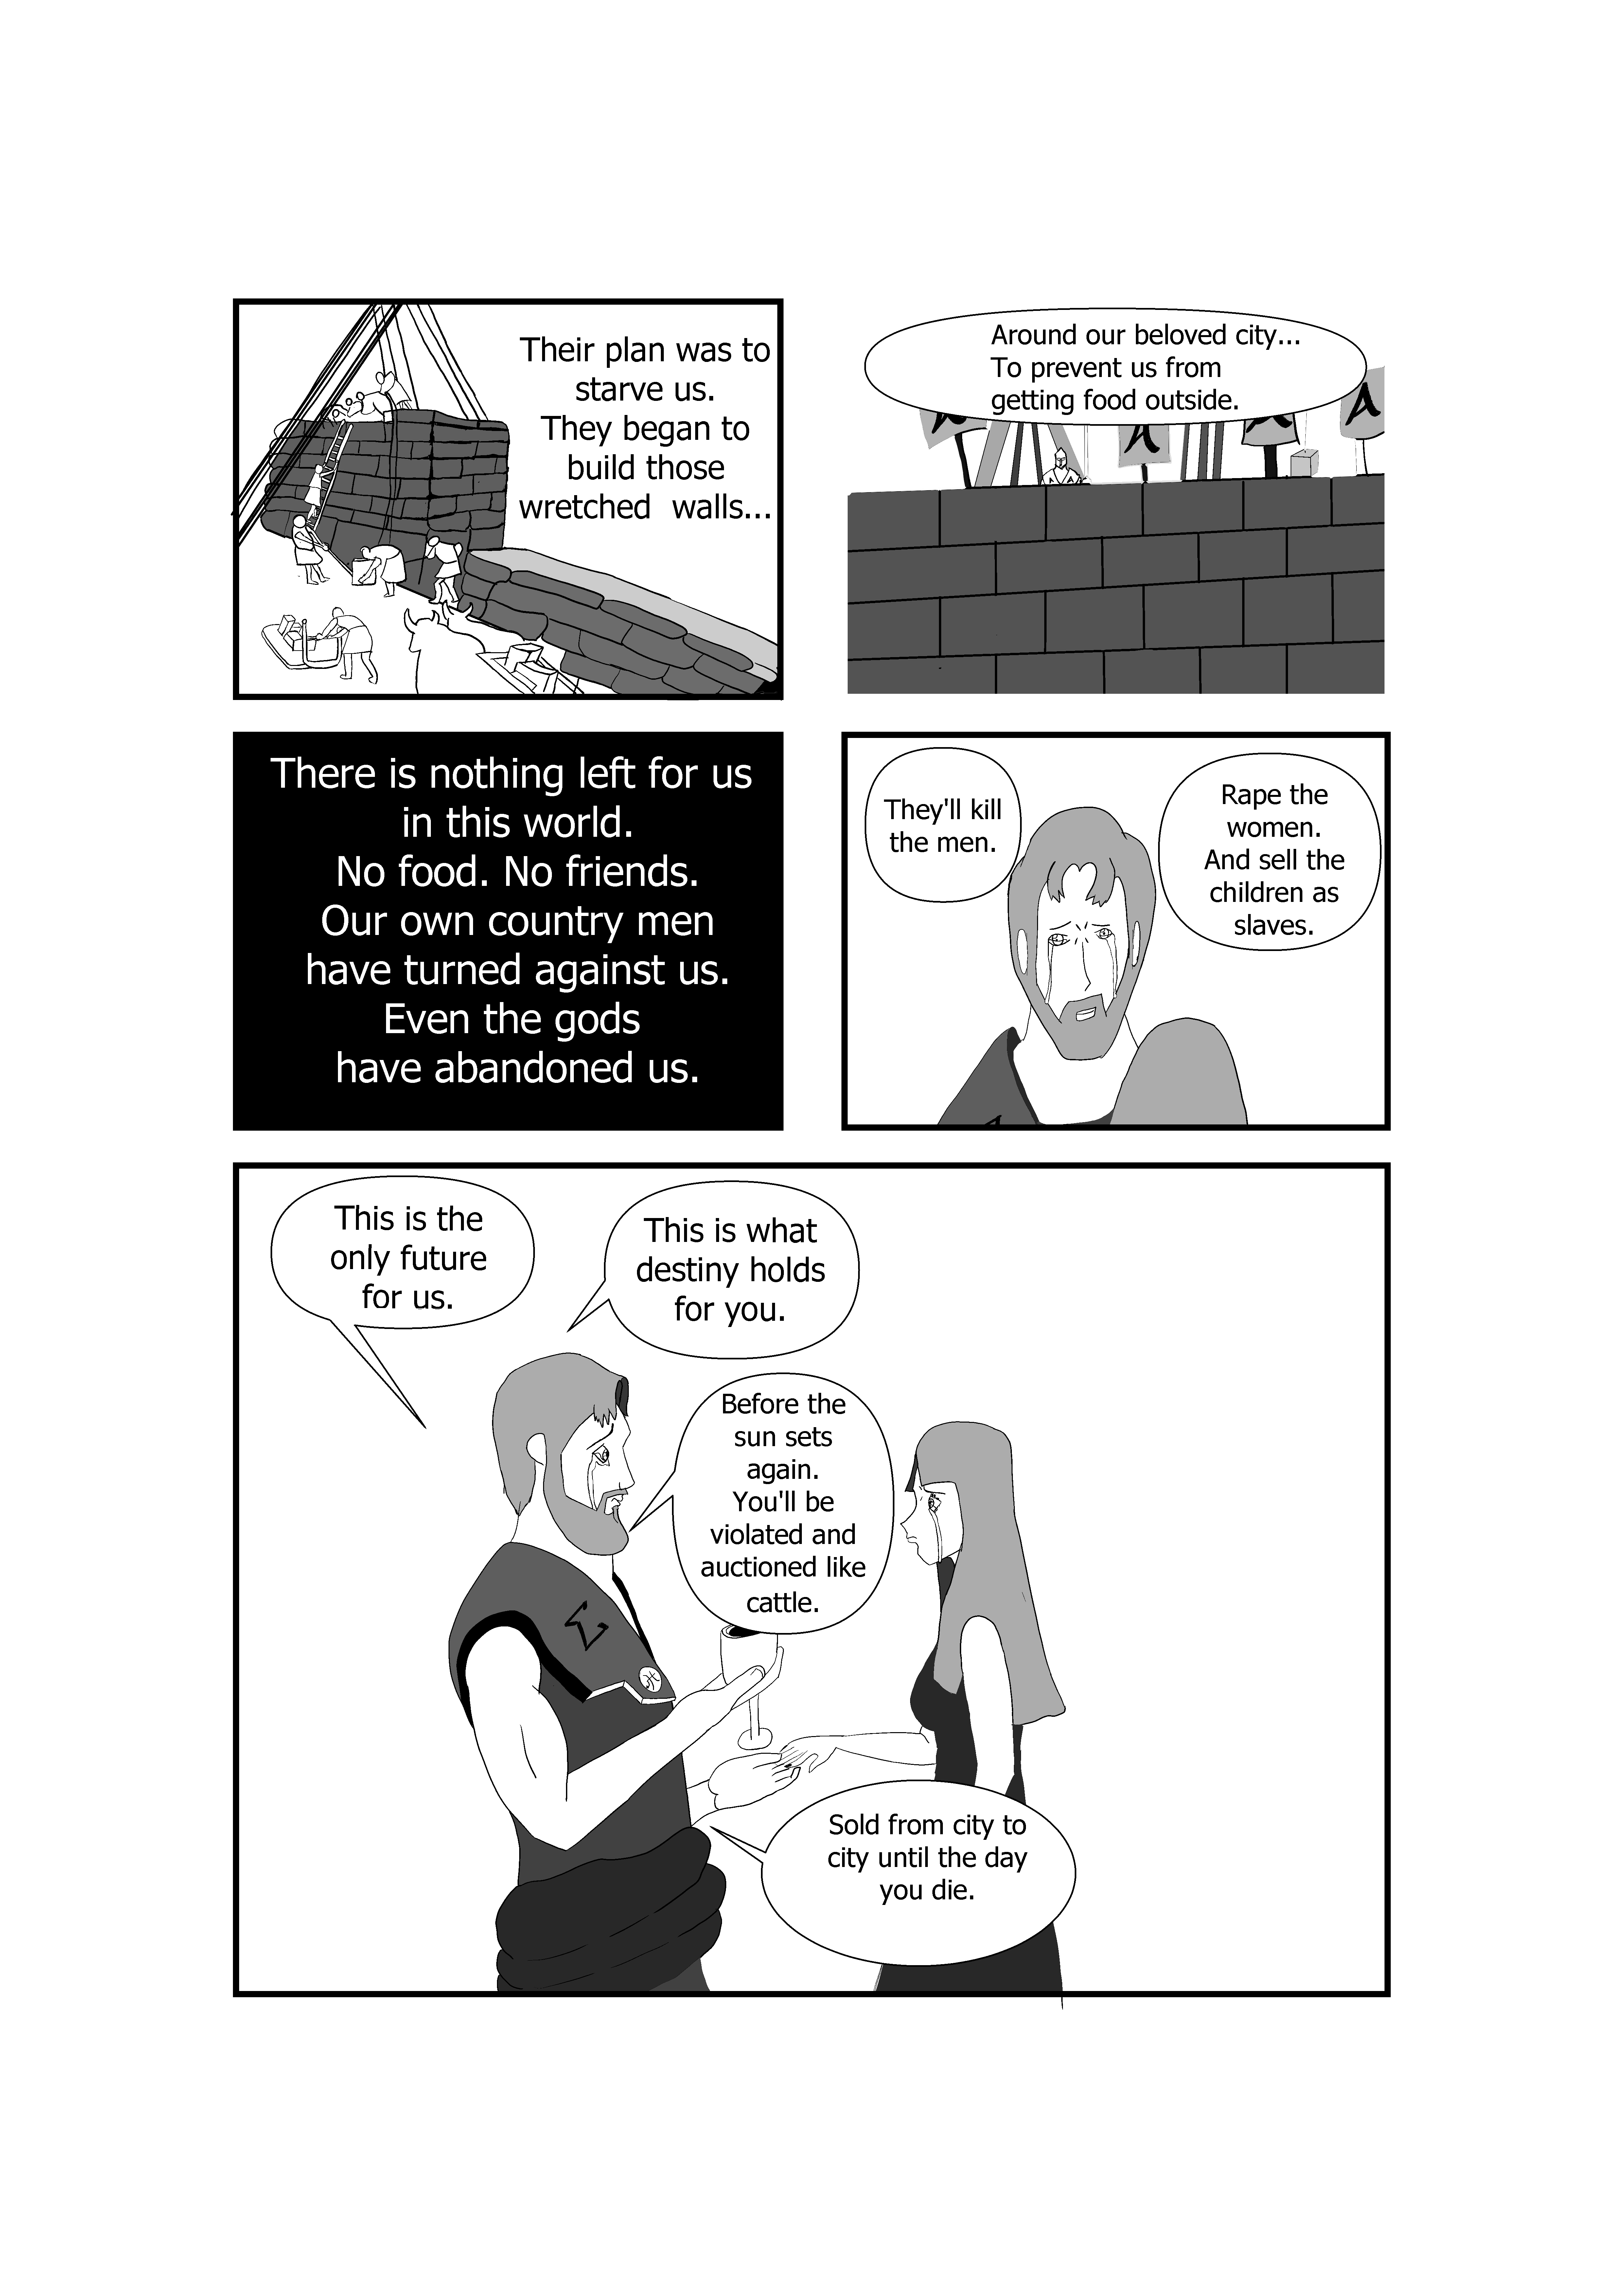 Their plan was to
starve us.
They began to
build those
wretched walls...
Around our beloved city...
To prevent us from
getting food outside.
A
A
A
A
A A
There is nothing left for us
in this world.
No food. No friends.
Our own country men
have turned against us.
Even the gods
have abandoned us.
They'll kill
the men.
Rape the
women.
And sell the
children as
slaves.
This is the
only future
for us.
This is what
destiny holds
for you.
Before the
sun sets
again.
You'll be
violated and
auctioned like
cattle.
Σ
Sold from city to
city until the day
you die.